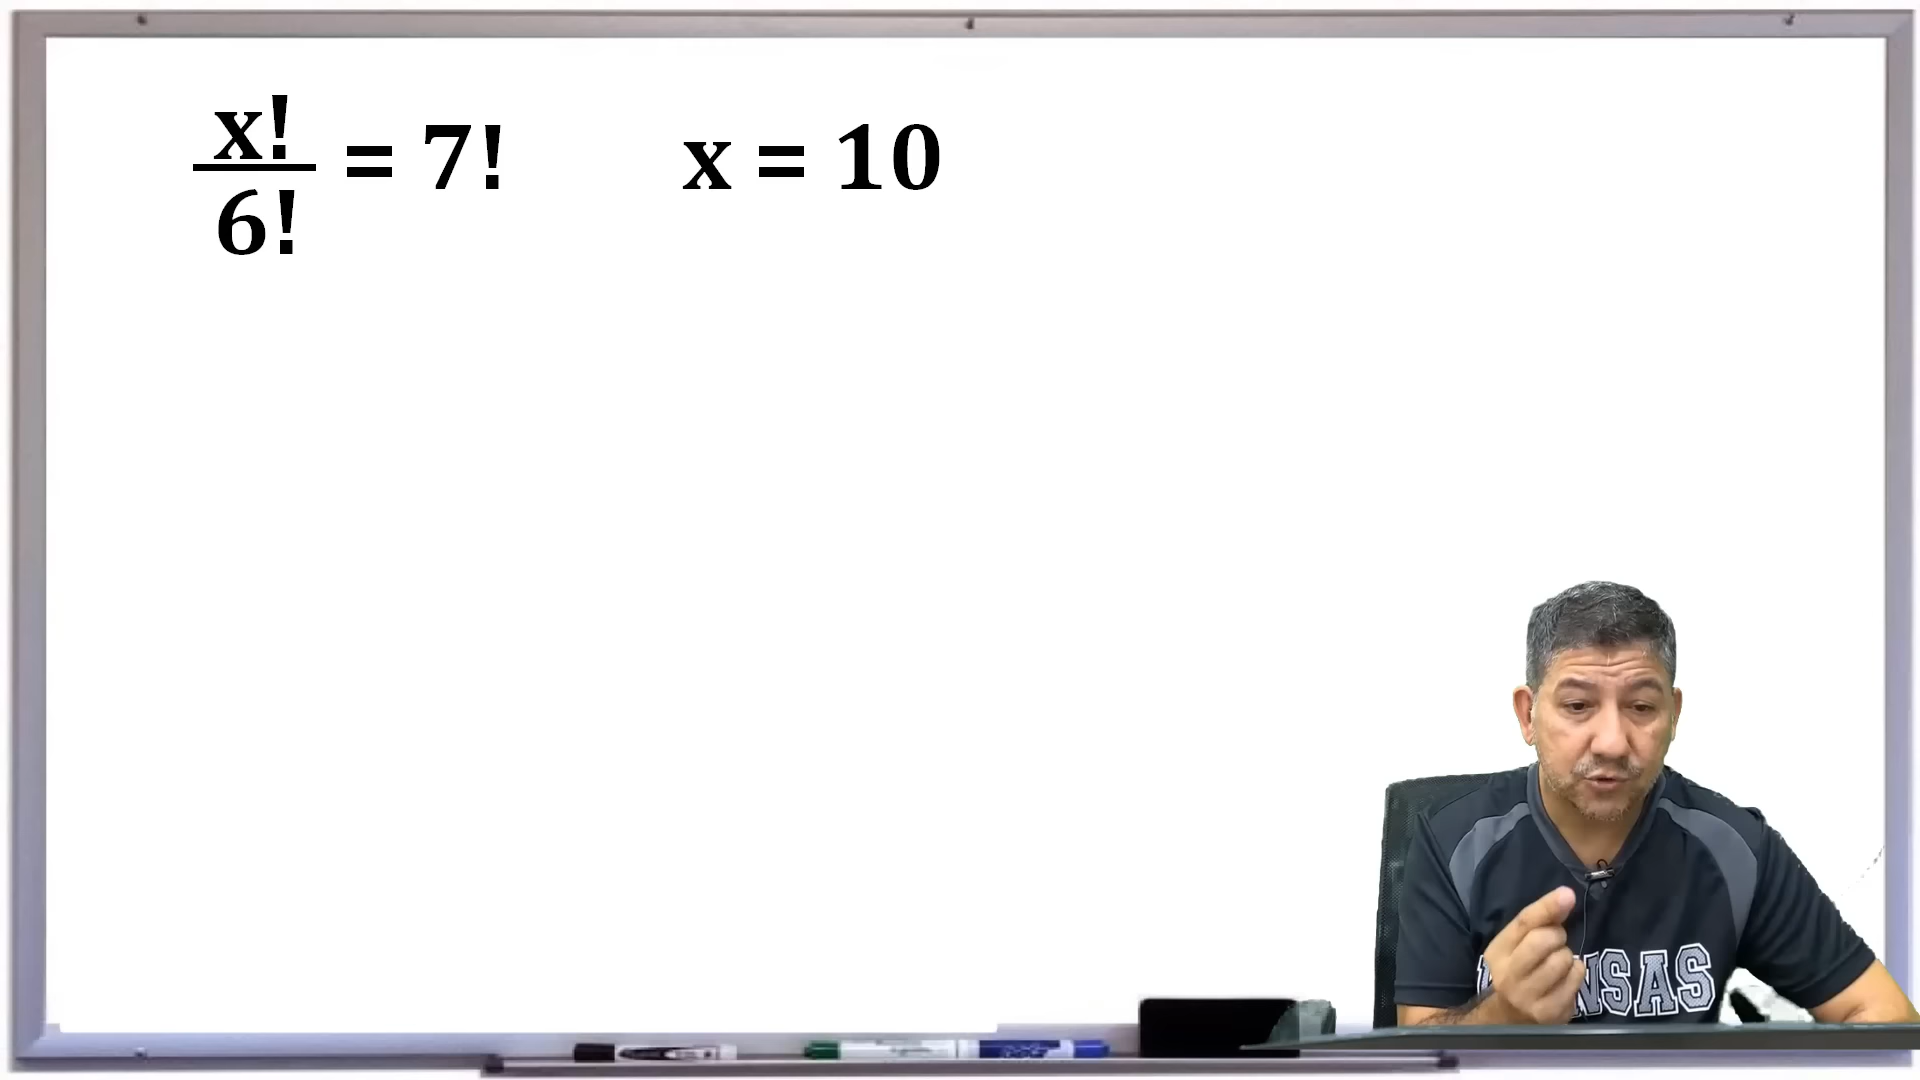 x!/6! = 7! x = 10
NSAS